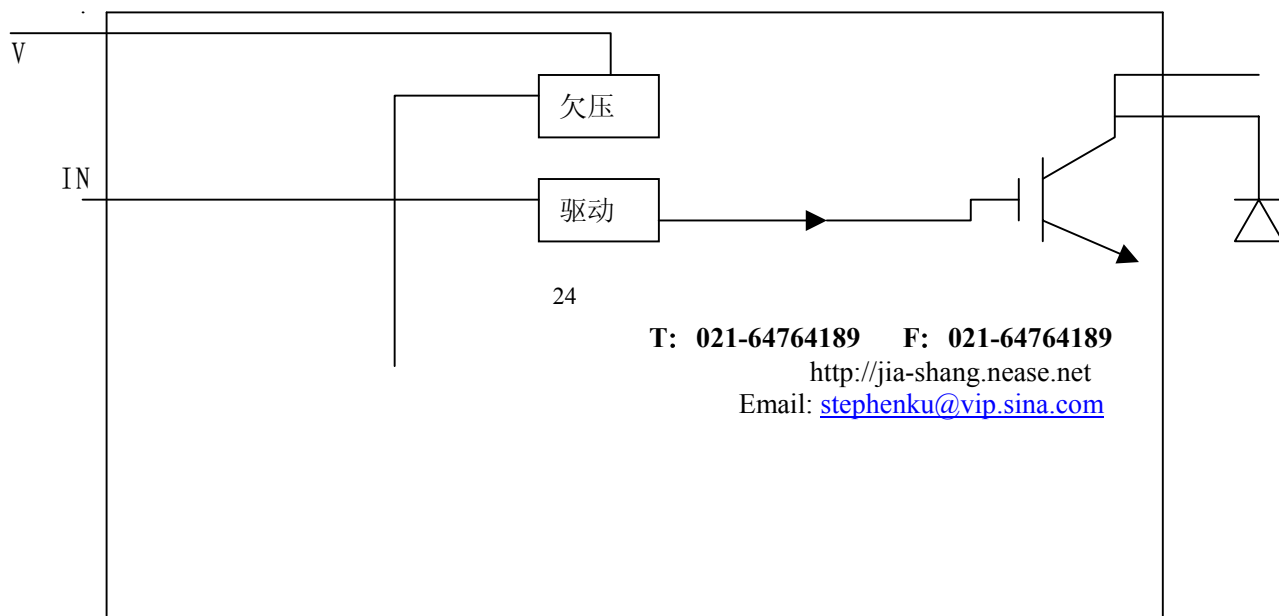 V
欠压
IN
驱动
24
T: 021-64764189 F: 021-64764189
http://jia-shang.nease.net
Email: stephenku@vip.sina.com